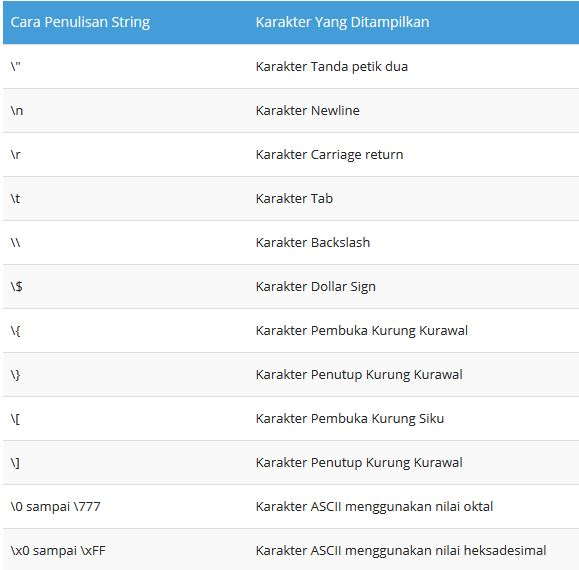 Cara Penulisan String Karakter Yang Ditampilkan
\" Karakter Tanda petik dua
\n Karakter Newline
\r Karakter Carriage return
\t Karakter Tab
\\ Karakter Backslash
\$ Karakter Dollar Sign
\{ Karakter Pembuka Kurung Kurawal
\} Karakter Penutup Kurung Kurawal
\[ Karakter Pembuka Kurung Siku
\] Karakter Penutup Kurung Kurawal
\0 sampai \777 Karakter ASCII menggunakan nilai oktal
\x0 sampai \xFF Karakter ASCII menggunakan nilai heksadesimal